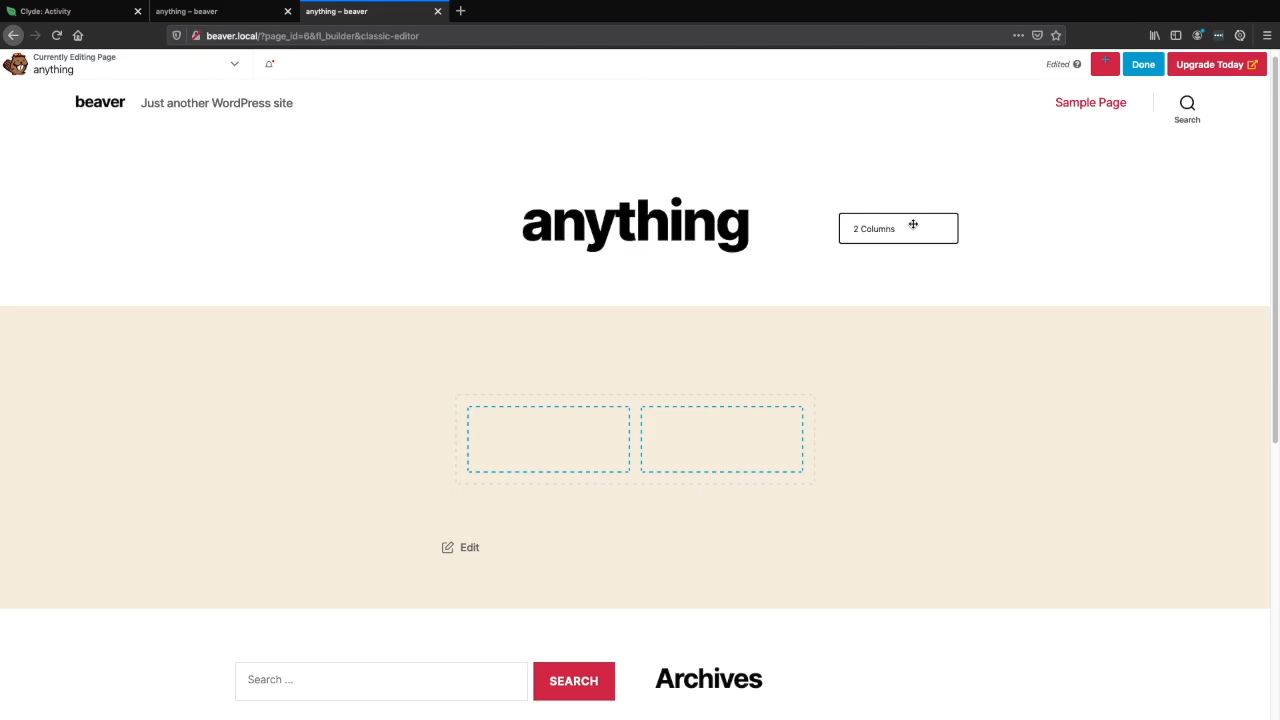 Clyde: Activity
anything – beaver
anything – beaver
beaver.local/?page_id=6&fl_builder&classic-editor
Currently Editing Page
anything
Edited
Done
Upgrade Today
beaver
Just another WordPress site
Sample Page
Search
anything
2 Columns
Edit
Search ...
SEARCH
Archives